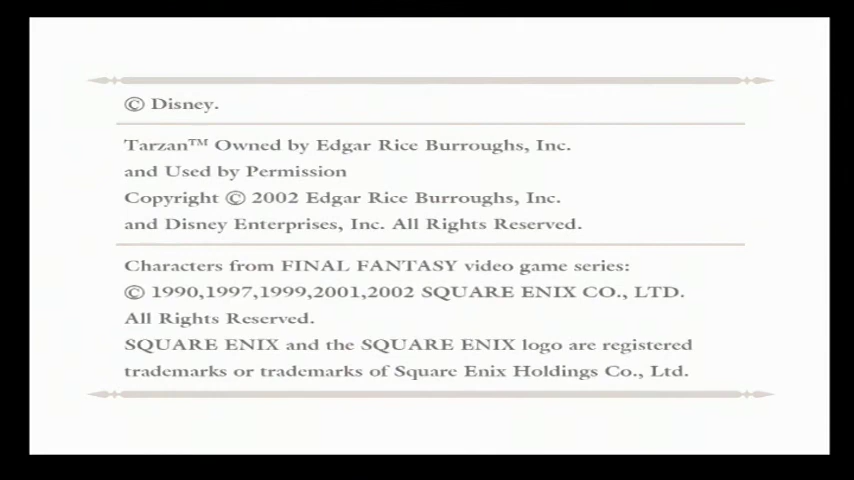 © Disney.
Tarzan™ Owned by Edgar Rice Burroughs, Inc.
and Used by Permission
Copyright © 2002 Edgar Rice Burroughs, Inc.
and Disney Enterprises, Inc. All Rights Reserved.
Characters from FINAL FANTASY video game series:
© 1990,1997,1999,2001,2002 SQUARE ENIX CO., LTD.
All Rights Reserved.
SQUARE ENIX and the SQUARE ENIX logo are registered
trademarks or trademarks of Square Enix Holdings Co., Ltd.